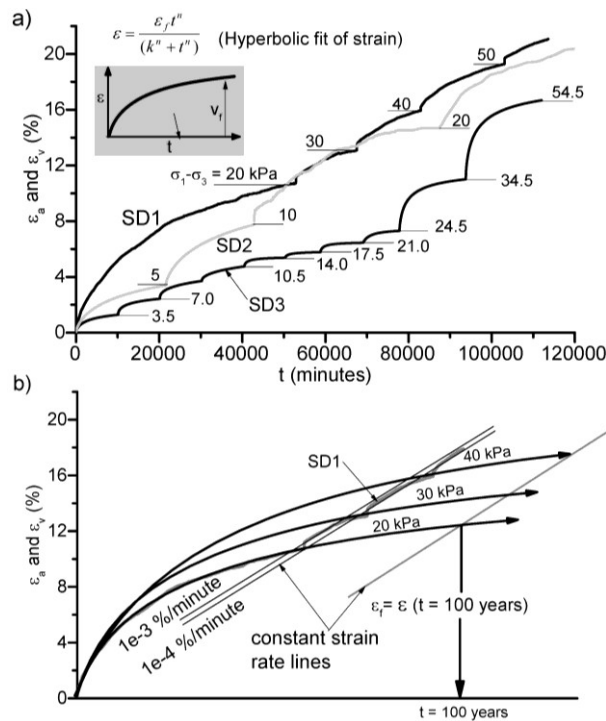 a)
ε = ε_f t^n / (k^n + t^n)
(Hyperbolic fit of strain)
ε
v_f
t
ε_a and ε_v (%)
20
16
12
8
4
0
σ_1-σ_3 = 20 kPa
30
40
50
SD1
5
10
20
SD2
3.5
7.0
10.5
14.0
17.5
21.0
24.5
34.5
54.5
SD3
0 20000 40000 60000 80000 100000 120000
t (minutes)
b)
ε_a and ε_v (%)
20
16
12
8
4
0
SD1
40 kPa
30 kPa
20 kPa
1e-3 %/minute
1e-4 %/minute
constant strain
rate lines
ε_f= ε (t = 100 years)
t = 100 years